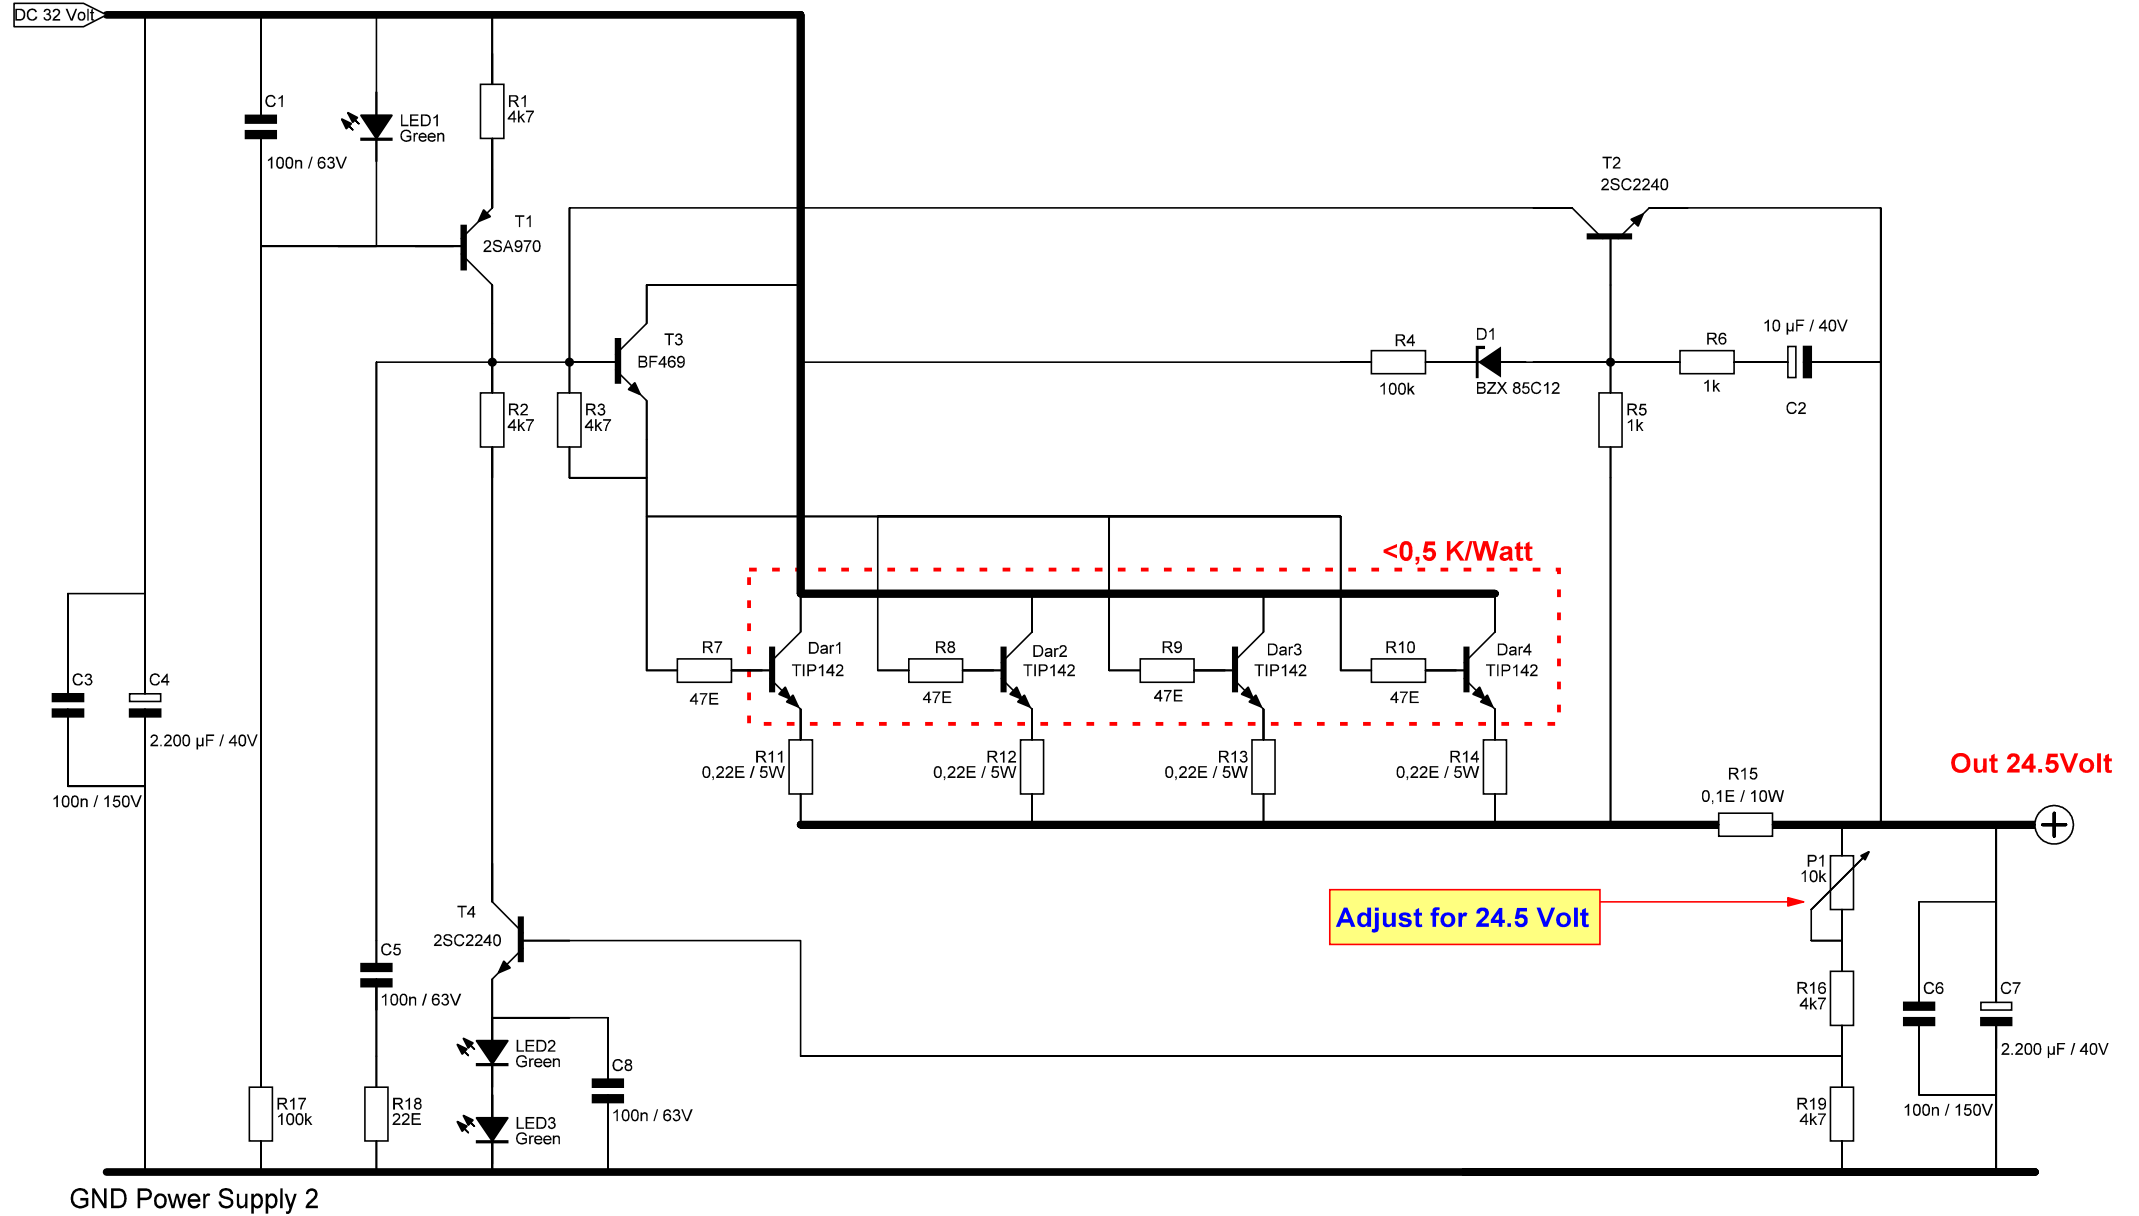 DC 32 Volt
C1
100n / 63V
LED1
Green
R1
4k7
T1
2SA970
T2
2SC2240
T3
BF469
R2
4k7
R3
4k7
R4
100k
D1
BZX 85C12
R6
1k
10 µF / 40V
C2
R5
1k
<0,5 K/Watt
C3
100n / 150V
C4
2.200 µF / 40V
R7
47E
Dar1
TIP142
R8
47E
Dar2
TIP142
R9
47E
Dar3
TIP142
R10
47E
Dar4
TIP142
R11
0,22E / 5W
R12
0,22E / 5W
R13
0,22E / 5W
R14
0,22E / 5W
R15
0,1E / 10W
Out 24.5Volt
P1
10k
Adjust for 24.5 Volt
T4
2SC2240
C5
100n / 63V
R16
4k7
C6
100n / 150V
C7
2.200 µF / 40V
LED2
Green
C8
100n / 63V
LED3
Green
R17
100k
R18
22E
R19
4k7
GND Power Supply 2